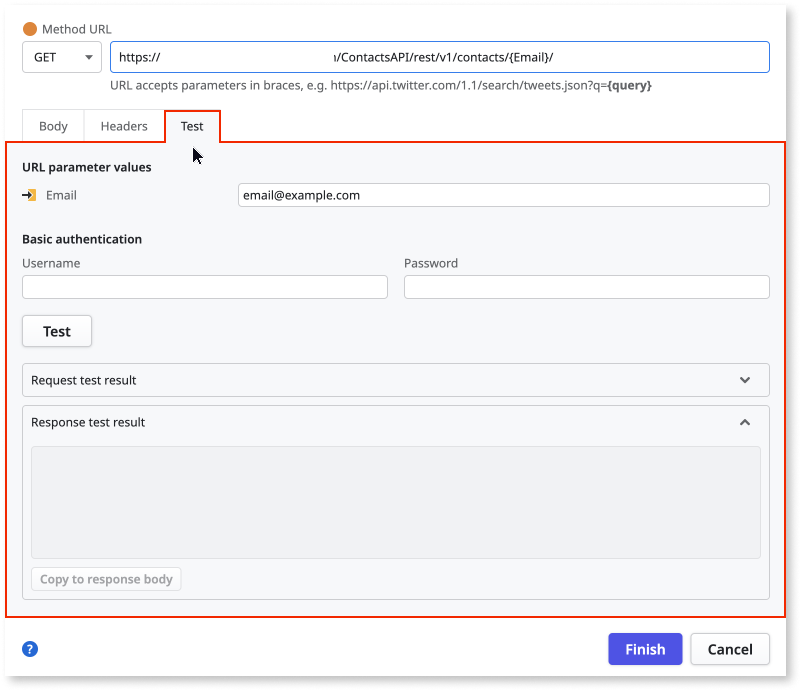 Method URL
GET https:// /ContactsAPI/rest/v1/contacts/{Email}/
URL accepts parameters in braces, e.g. https://api.twitter.com/1.1/search/tweets.json?q={query}
Body Headers Test
URL parameter values
Email email@example.com
Basic authentication
Username Password
Test
Request test result
Response test result
Copy to response body
? Finish Cancel